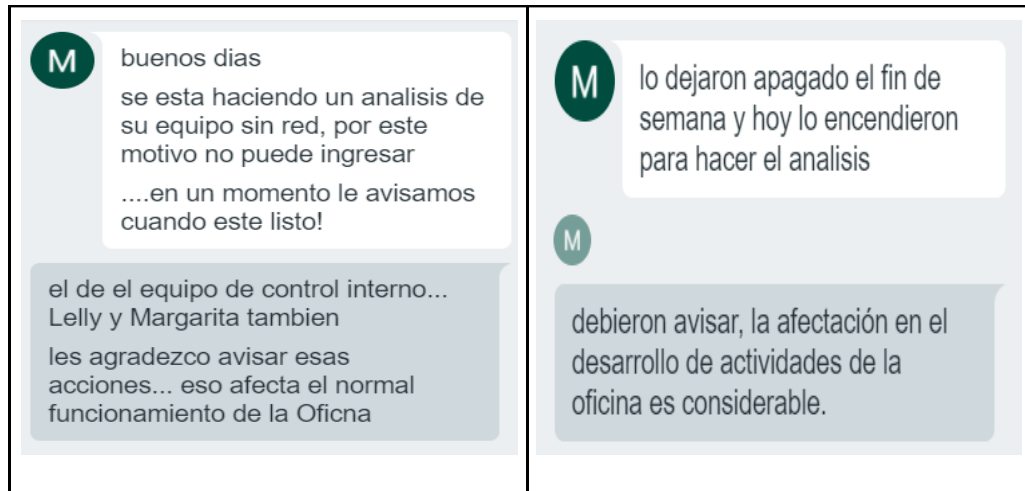 M
buenos dias
se esta haciendo un analisis de
su equipo sin red, por este
motivo no puede ingresar
....en un momento le avisamos
cuando este listo!
el de el equipo de control interno...
Lelly y Margarita tambien
les agradezco avisar esas
acciones... eso afecta el normal
funcionamiento de la Oficna
M
lo dejaron apagado el fin de
semana y hoy lo encendieron
para hacer el analisis
M
debieron avisar, la afectación en el
desarrollo de actividades de la
oficina es considerable.